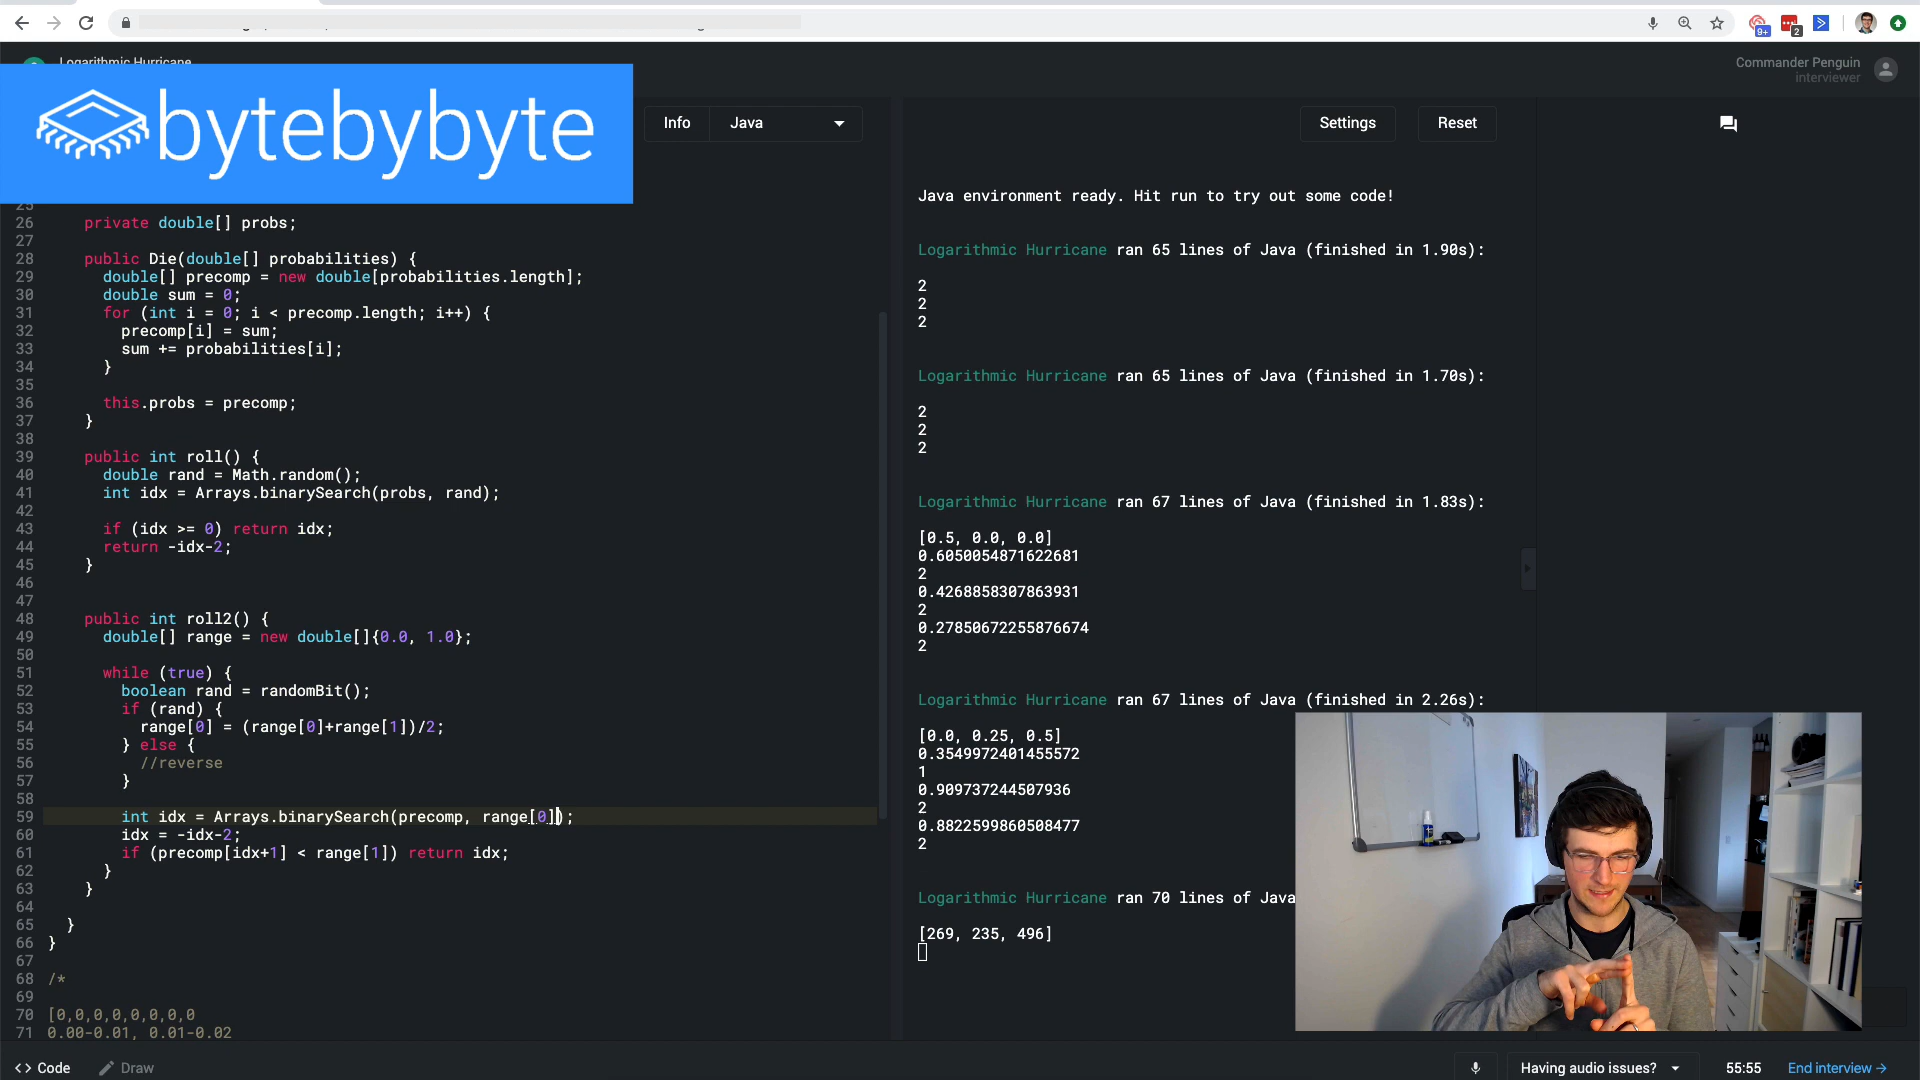 Logarithmic Hurricane
Commander Penguin
interviewer
9+
2
bytebybyte
Info
Java
Settings
Reset
25
26 private double[] probs;
27
28 public Die(double[] probabilities) {
29 double[] precomp = new double[probabilities.length];
30 double sum = 0;
31 for (int i = 0; i < precomp.length; i++) {
32 precomp[i] = sum;
33 sum += probabilities[i];
34 }
35
36 this.probs = precomp;
37 }
38
39 public int roll() {
40 double rand = Math.random();
41 int idx = Arrays.binarySearch(probs, rand);
42
43 if (idx >= 0) return idx;
44 return -idx-2;
45 }
46
47
48 public int roll2() {
49 double[] range = new double[]{0.0, 1.0};
50
51 while (true) {
52 boolean rand = randomBit();
53 if (rand) {
54 range[0] = (range[0]+range[1])/2;
55 } else {
56 //reverse
57 }
58
59 int idx = Arrays.binarySearch(precomp, range[0]);
60 idx = -idx-2;
61 if (precomp[idx+1] < range[1]) return idx;
62 }
63 }
64
65 }
66 }
67
68 /*
69
70 [0,0,0,0,0,0,0,0
71 0.00-0.01, 0.01-0.02
Java environment ready. Hit run to try out some code!
Logarithmic Hurricane ran 65 lines of Java (finished in 1.90s):
2
2
2
Logarithmic Hurricane ran 65 lines of Java (finished in 1.70s):
2
2
2
Logarithmic Hurricane ran 67 lines of Java (finished in 1.83s):
[0.5, 0.0, 0.0]
0.6050054871622681
2
0.4268858307863931
2
0.27850672255876674
2
Logarithmic Hurricane ran 67 lines of Java (finished in 2.26s):
[0.0, 0.25, 0.5]
0.3549972401455572
1
0.909737244507936
2
0.8822599860508477
2
Logarithmic Hurricane ran 70 lines of Java
[269, 235, 496]
<> Code
Draw
Having audio issues?
55:55
End interview